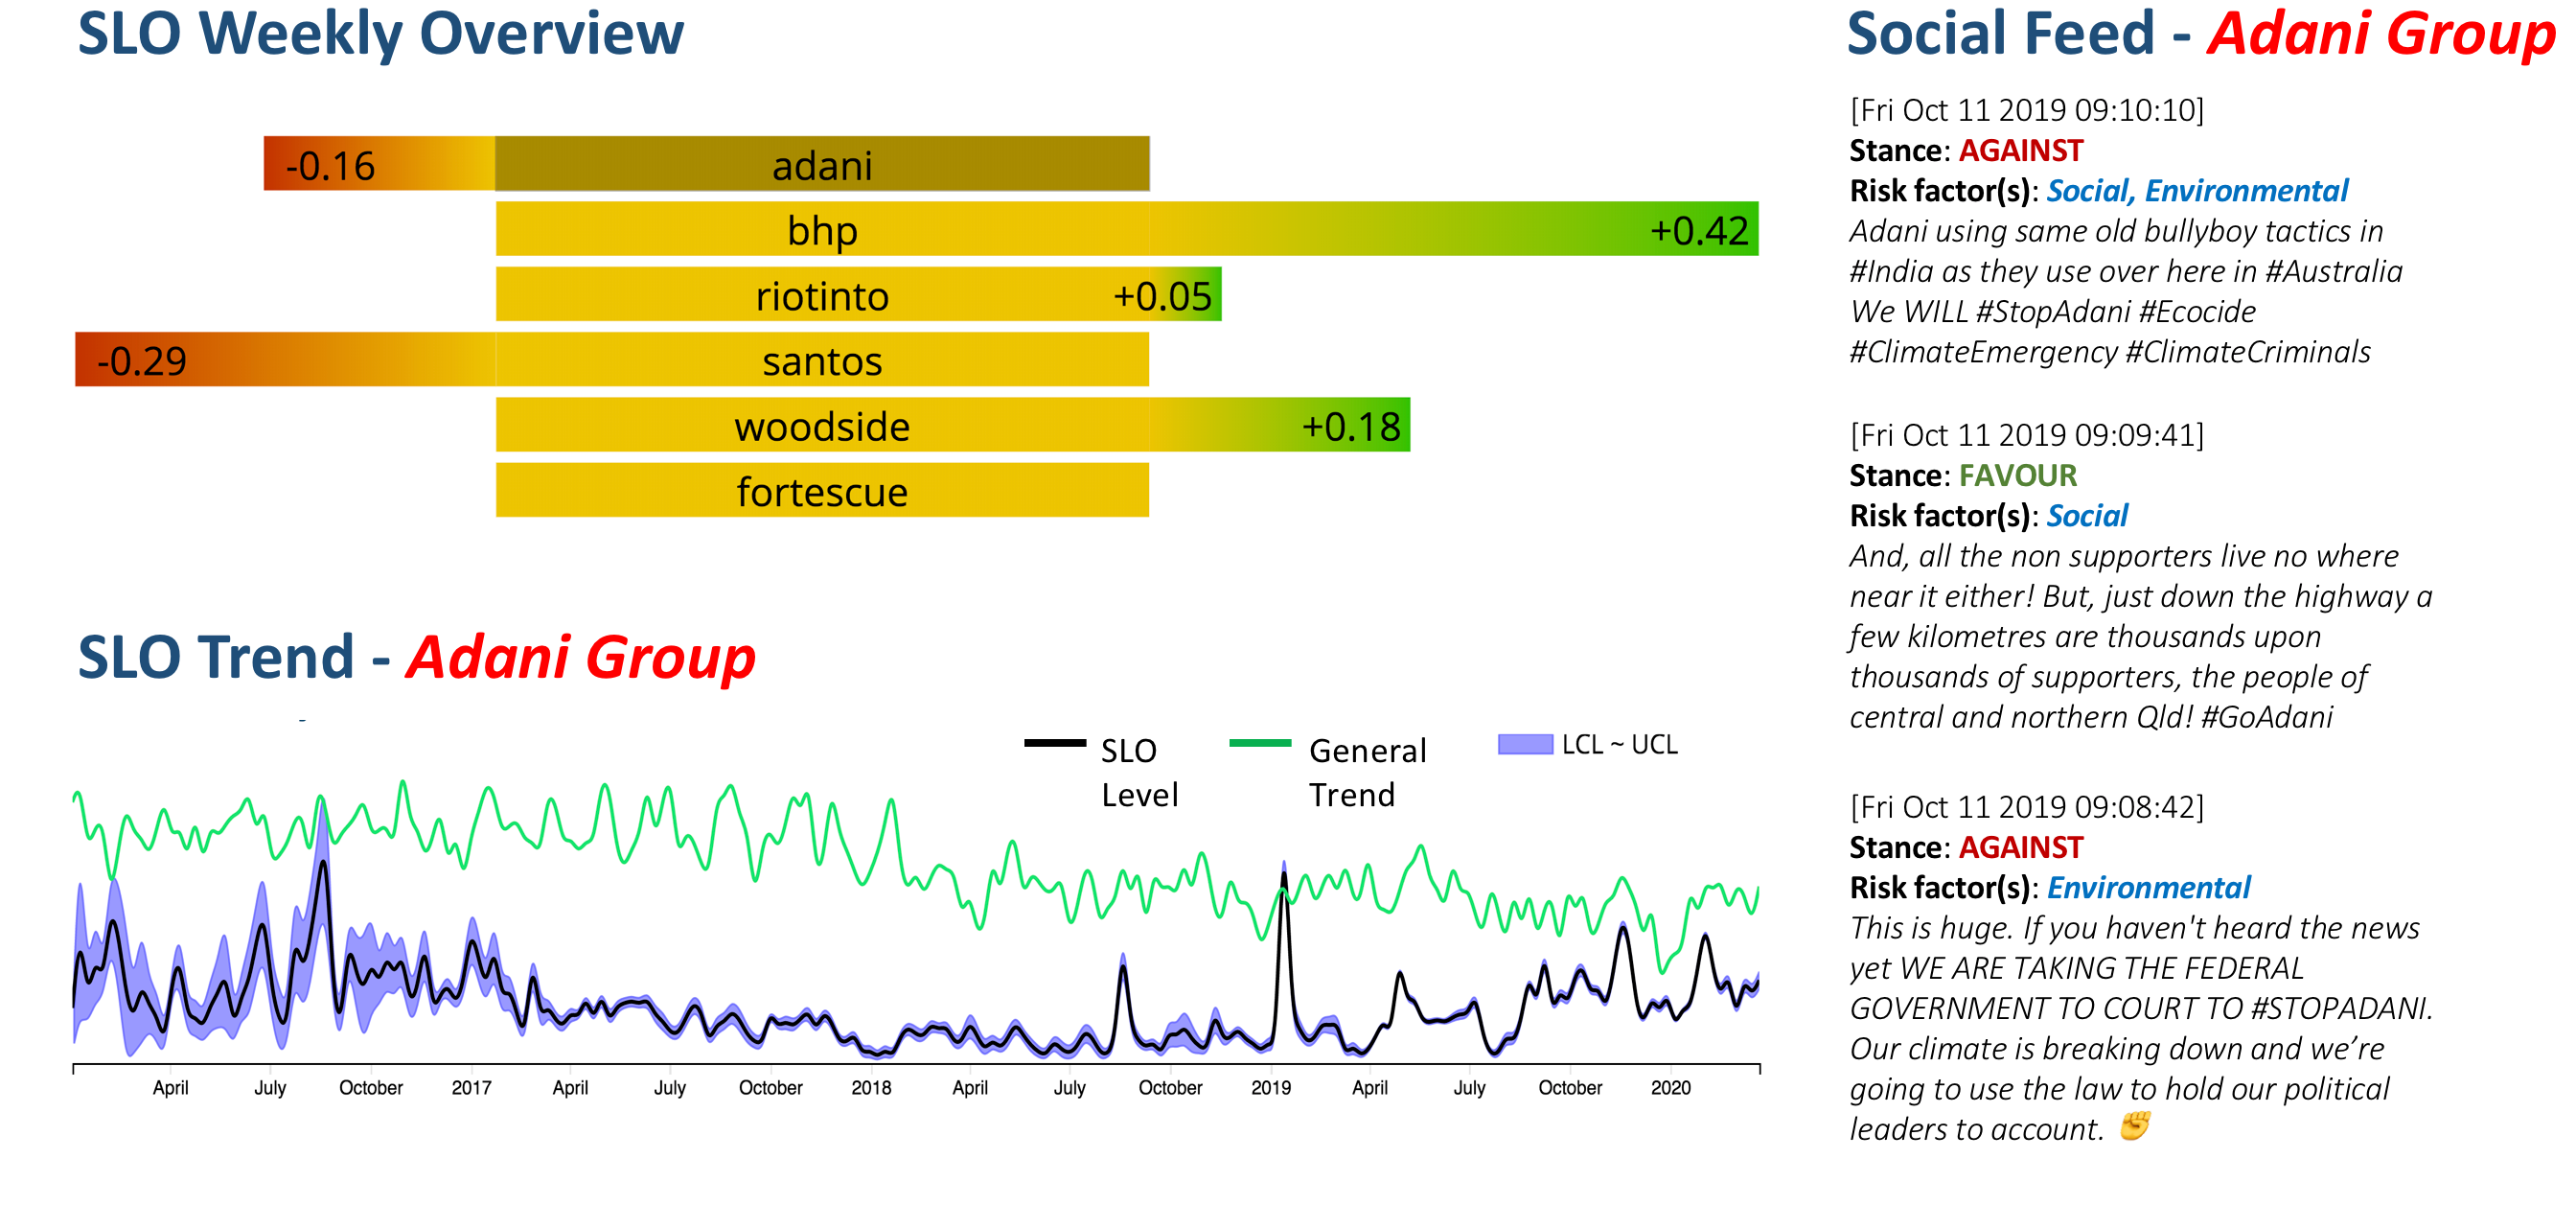 SLO Weekly Overview
-0.16
adani
bhp
+0.42
riotinto
+0.05
-0.29
santos
woodside
+0.18
fortescue
SLO Trend - Adani Group
SLO
Level
General
Trend
LCL ~ UCL
April
July
October
2017
April
July
October
2018
April
July
October
2019
April
July
October
2020
Social Feed - Adani Group
[Fri Oct 11 2019 09:10:10]
Stance: AGAINST
Risk factor(s): Social, Environmental
Adani using same old bullyboy tactics in
#India as they use over here in #Australia
We WILL #StopAdani #Ecocide
#ClimateEmergency #ClimateCriminals
[Fri Oct 11 2019 09:09:41]
Stance: FAVOUR
Risk factor(s): Social
And, all the non supporters live no where
near it either! But, just down the highway a
few kilometres are thousands upon
thousands of supporters, the people of
central and northern Qld! #GoAdani
[Fri Oct 11 2019 09:08:42]
Stance: AGAINST
Risk factor(s): Environmental
This is huge. If you haven't heard the news
yet WE ARE TAKING THE FEDERAL
GOVERNMENT TO COURT TO #STOPADANI.
Our climate is breaking down and we’re
going to use the law to hold our political
leaders to account. ✊